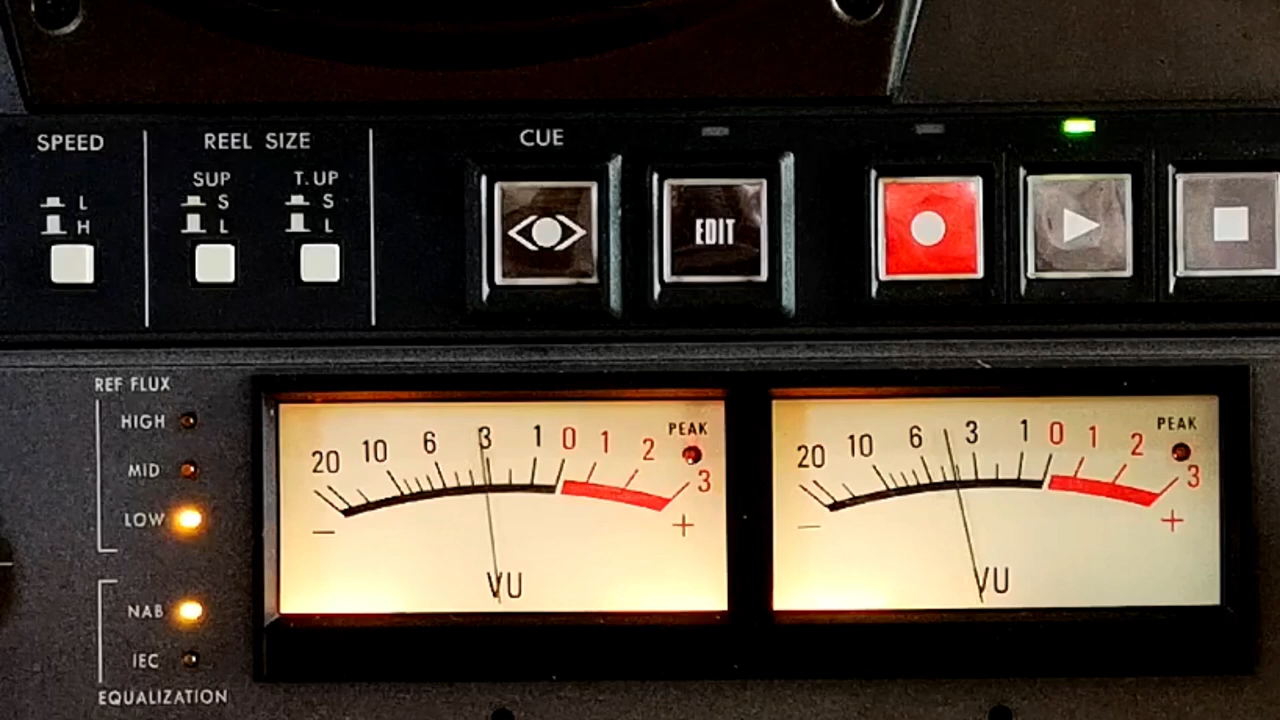 SPEED
L
H
REEL SIZE
SUP
S
L
T.UP
S
L
CUE
EDIT
REF FLUX
HIGH
MID
LOW
NAB
IEC
EQUALIZATION
20 10 6 3 1 0 1 2 3
PEAK
− +
VU
20 10 6 3 1 0 1 2 3
PEAK
− +
VU